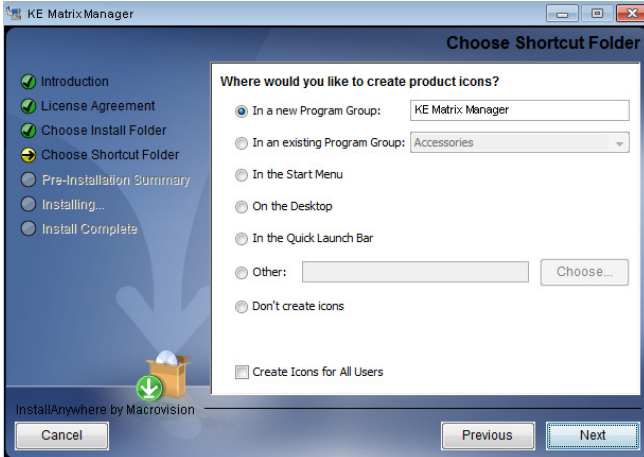 KE MatrixManager
Choose Shortcut Folder
Introduction
License Agreement
Choose Install Folder
Choose Shortcut Folder
Pre-Installation Summary
Installing...
Install Complete
Where would you like to create product icons?
In a new Program Group: KE Matrix Manager
In an existing Program Group: Accessories
In the Start Menu
On the Desktop
In the Quick Launch Bar
Other: Choose...
Don't create icons
Create Icons for All Users
InstallAnywhere by Macrovision
Cancel Previous Next